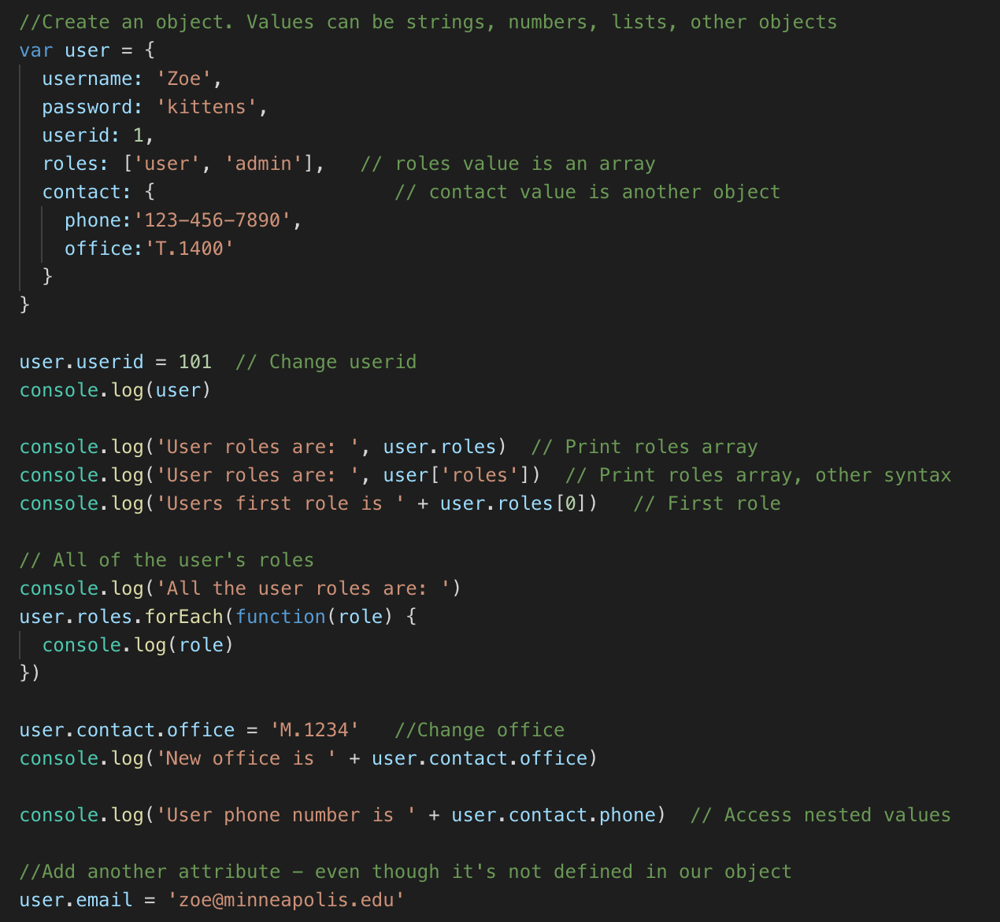 //Create an object. Values can be strings, numbers, lists, other objects
var user = {
  username: 'Zoe',
  password: 'kittens',
  userid: 1,
  roles: ['user', 'admin'],   // roles value is an array
  contact: {                     // contact value is another object
    phone:'123-456-7890',
    office:'T.1400'
  }
}

user.userid = 101  // Change userid
console.log(user)

console.log('User roles are: ', user.roles)  // Print roles array
console.log('User roles are: ', user['roles'])  // Print roles array, other syntax
console.log('Users first role is ' + user.roles[0])   // First role

// All of the user's roles
console.log('All the user roles are: ')
user.roles.forEach(function(role) {
  console.log(role)
})

user.contact.office = 'M.1234'   //Change office
console.log('New office is ' + user.contact.office)

console.log('User phone number is ' + user.contact.phone)  // Access nested values

//Add another attribute - even though it's not defined in our object
user.email = 'zoe@minneapolis.edu'